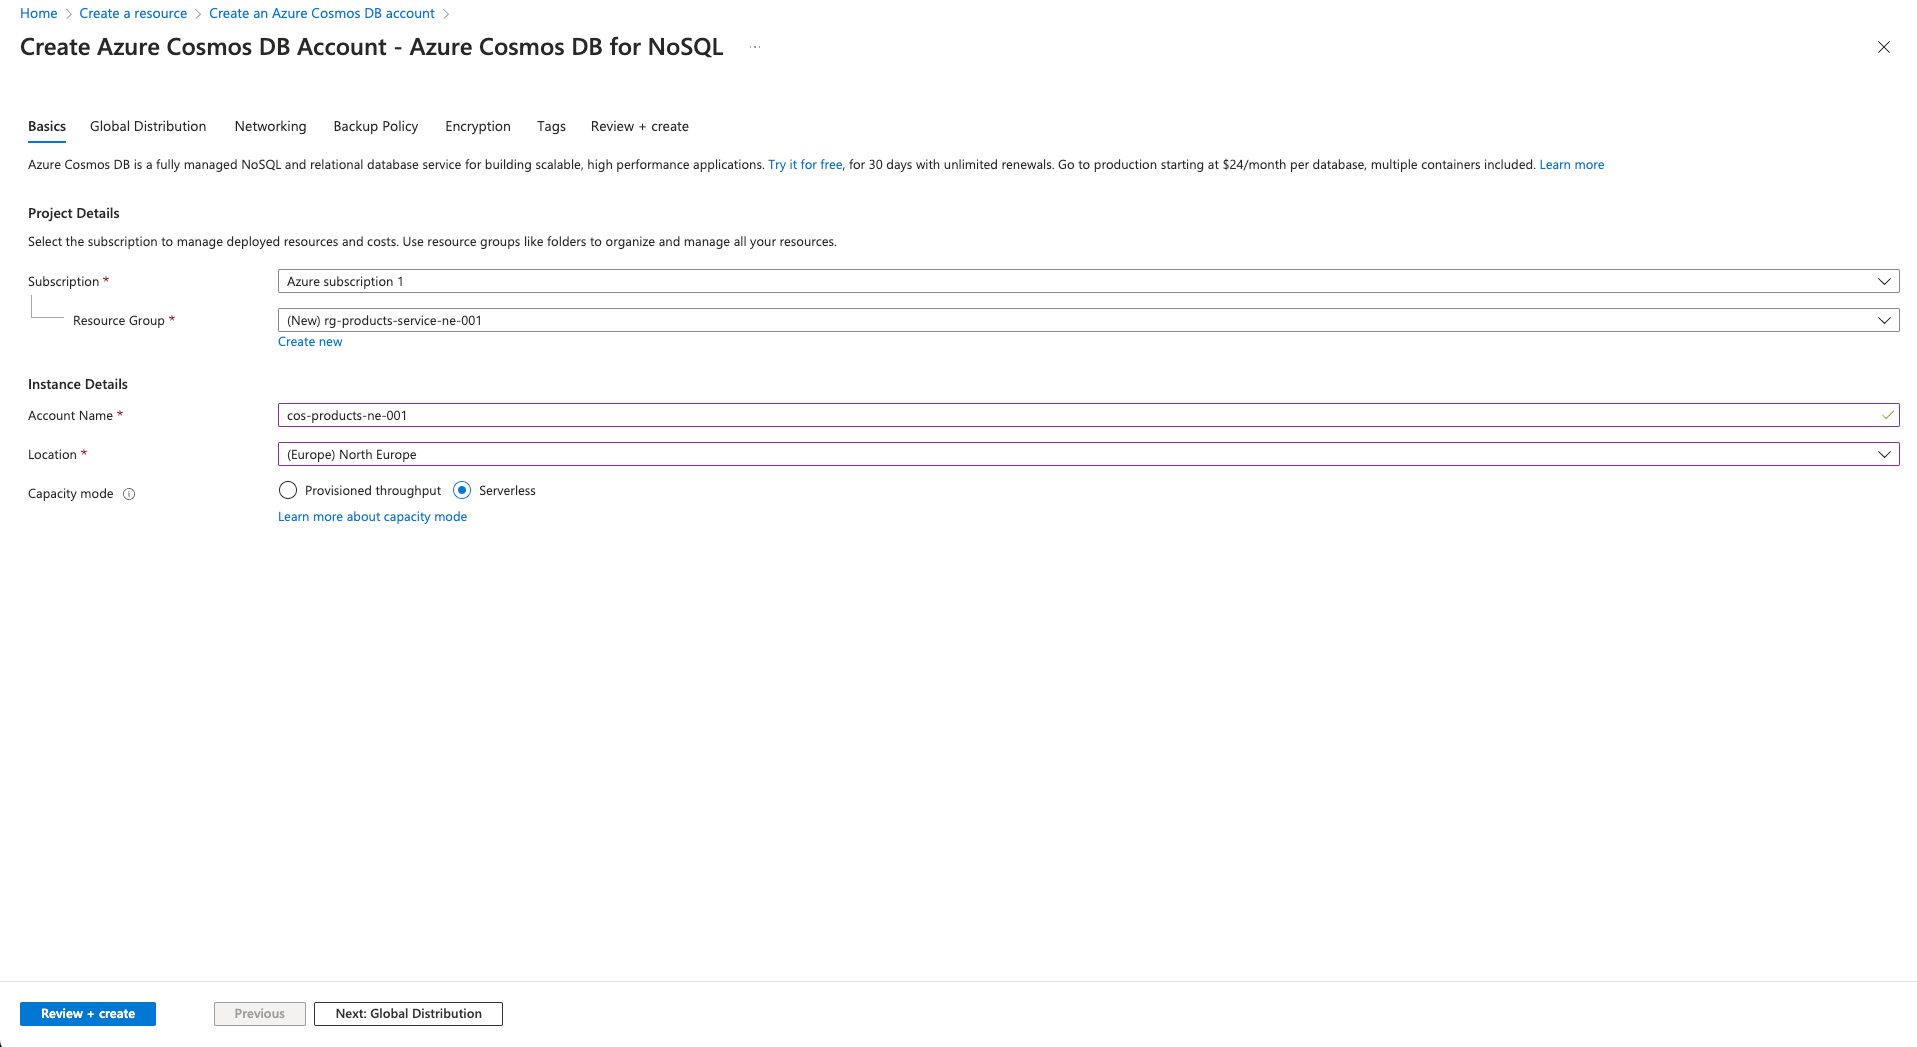 Home > Create a resource > Create an Azure Cosmos DB account >
Create Azure Cosmos DB Account - Azure Cosmos DB for NoSQL ...
Basics Global Distribution Networking Backup Policy Encryption Tags Review + create
Azure Cosmos DB is a fully managed NoSQL and relational database service for building scalable, high performance applications. Try it for free, for 30 days with unlimited renewals. Go to production starting at $24/month per database, multiple containers included. Learn more
Project Details
Select the subscription to manage deployed resources and costs. Use resource groups like folders to organize and manage all your resources.
Subscription * Azure subscription 1
Resource Group * (New) rg-products-service-ne-001
Create new
Instance Details
Account Name * cos-products-ne-001
Location * (Europe) North Europe
Capacity mode Provisioned throughput Serverless
Learn more about capacity mode
Review + create Previous Next: Global Distribution